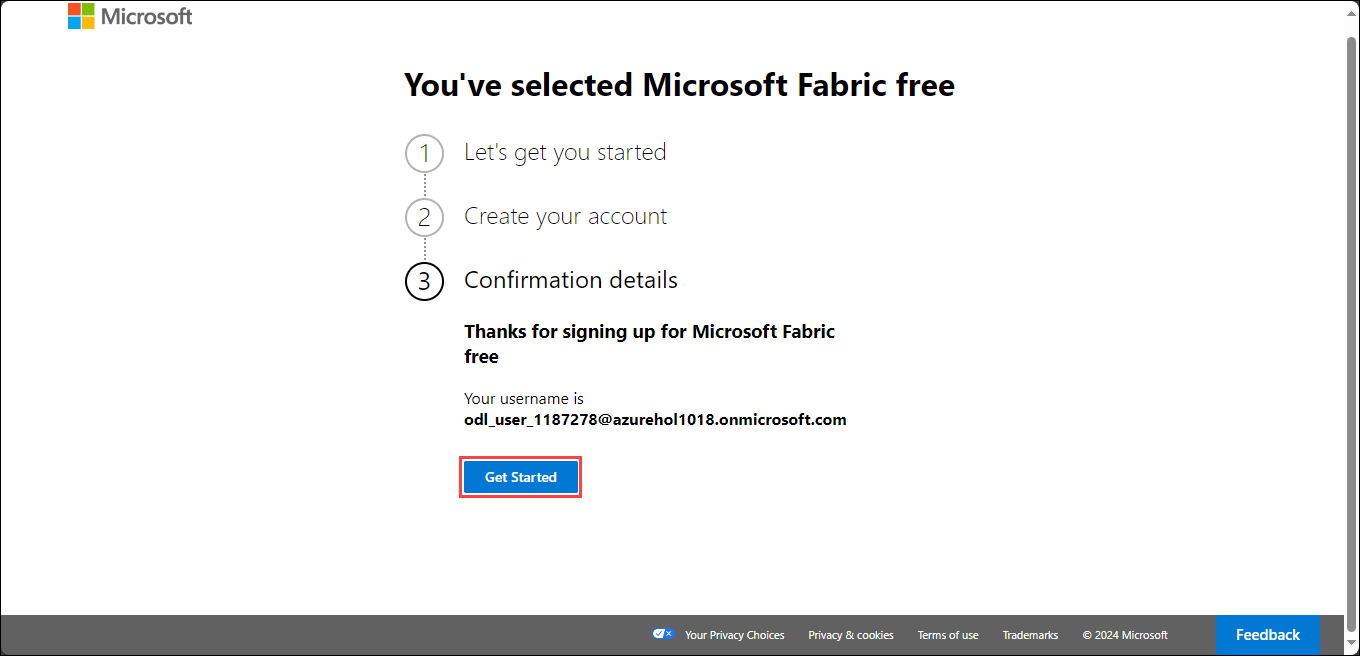 Microsoft
You've selected Microsoft Fabric free
1 Let's get you started
2 Create your account
3 Confirmation details
Thanks for signing up for Microsoft Fabric
free
Your username is
odl_user_1187278@azurehol1018.onmicrosoft.com
Get Started
Your Privacy Choices Privacy & cookies Terms of use Trademarks © 2024 Microsoft Feedback